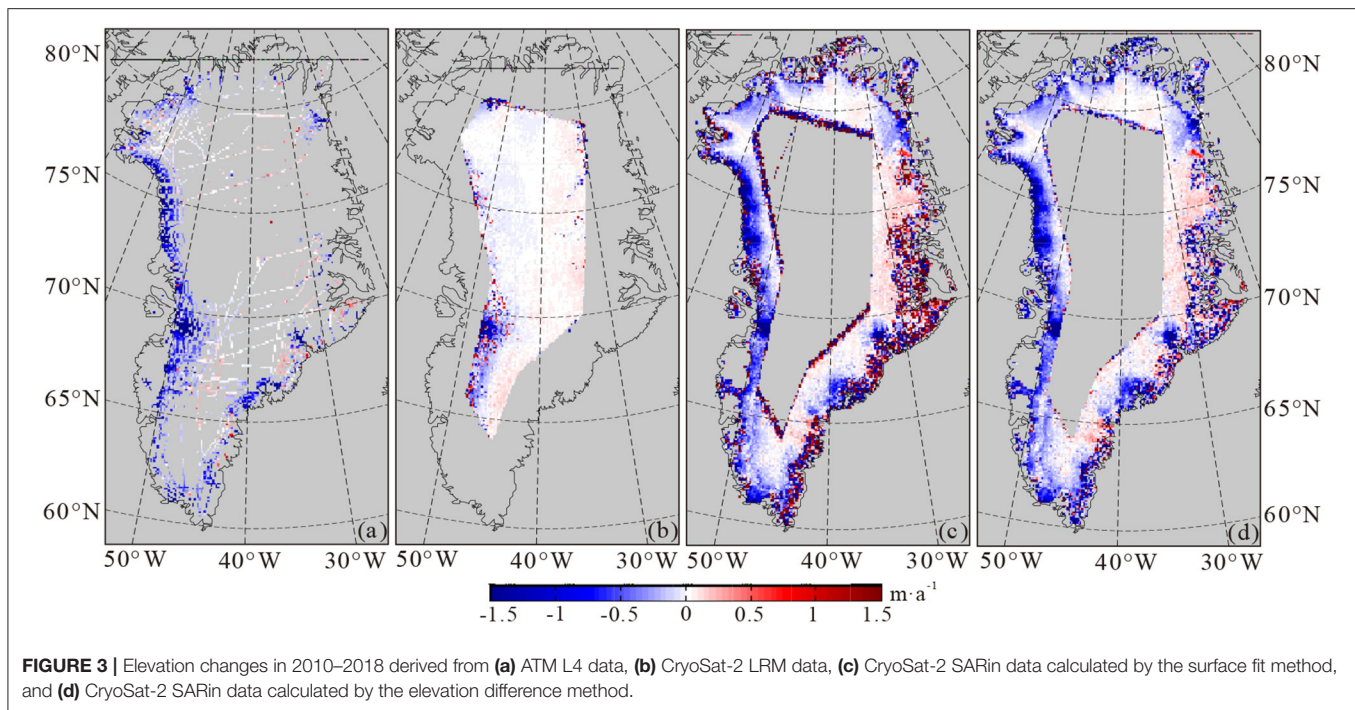 80°N
75°N
70°N
65°N
60°N
(a)
(b)
(c)
(d)
80°N
75°N
70°N
65°N
60°N
50°W 40°W 30°W
50°W 40°W 30°W
50°W 40°W 30°W
50°W 40°W 30°W
-1.5 -1 -0.5 0 0.5 1 1.5
m·a⁻¹
FIGURE 3 | Elevation changes in 2010–2018 derived from (a) ATM L4 data, (b) CryoSat-2 LRM data, (c) CryoSat-2 SARin data calculated by the surface fit method,
and (d) CryoSat-2 SARin data calculated by the elevation difference method.